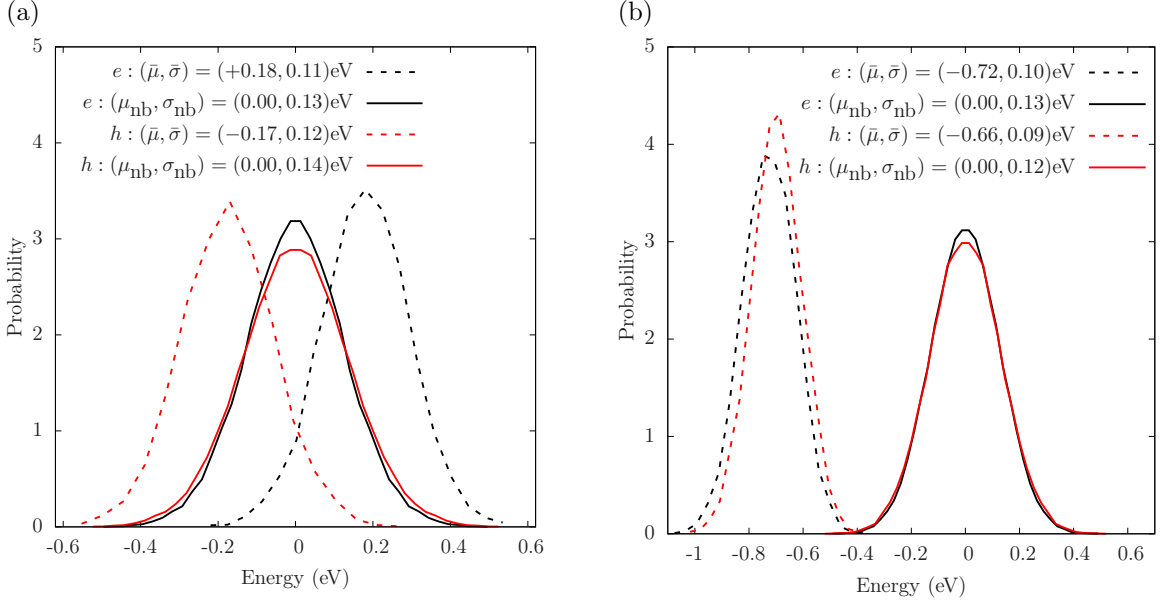 (a)
5
4
3
2
1
0
Probability
-0.6
-0.4
-0.2
0
0.2
0.4
0.6
Energy (eV)
e : (μ̄, σ̄) = (+0.18, 0.11)eV
e : (μnb, σnb) = (0.00, 0.13)eV
h : (μ̄, σ̄) = (−0.17, 0.12)eV
h : (μnb, σnb) = (0.00, 0.14)eV
(b)
5
4
3
2
1
0
Probability
-1
-0.8
-0.6
-0.4
-0.2
0
0.2
0.4
0.6
Energy (eV)
e : (μ̄, σ̄) = (−0.72, 0.10)eV
e : (μnb, σnb) = (0.00, 0.13)eV
h : (μ̄, σ̄) = (−0.66, 0.09)eV
h : (μnb, σnb) = (0.00, 0.12)eV